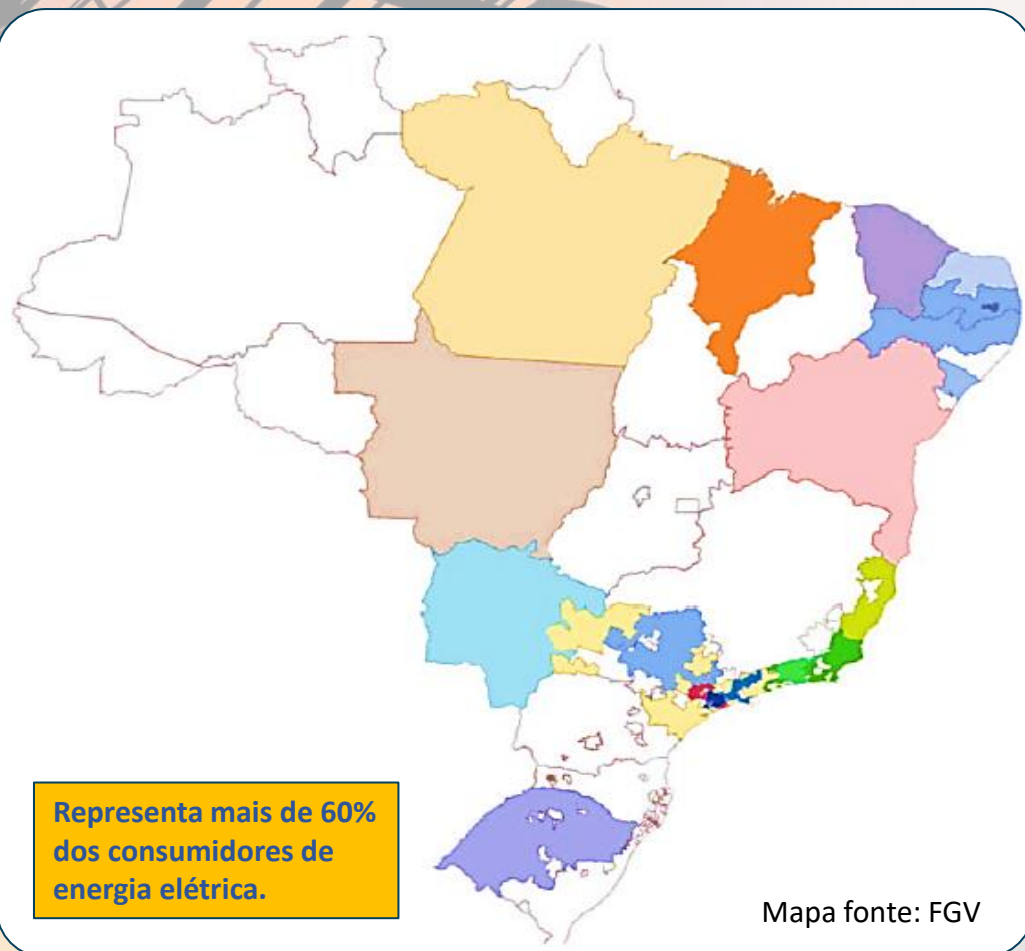 Representa mais de 60%
dos consumidores de
energia elétrica.
Mapa fonte: FGV